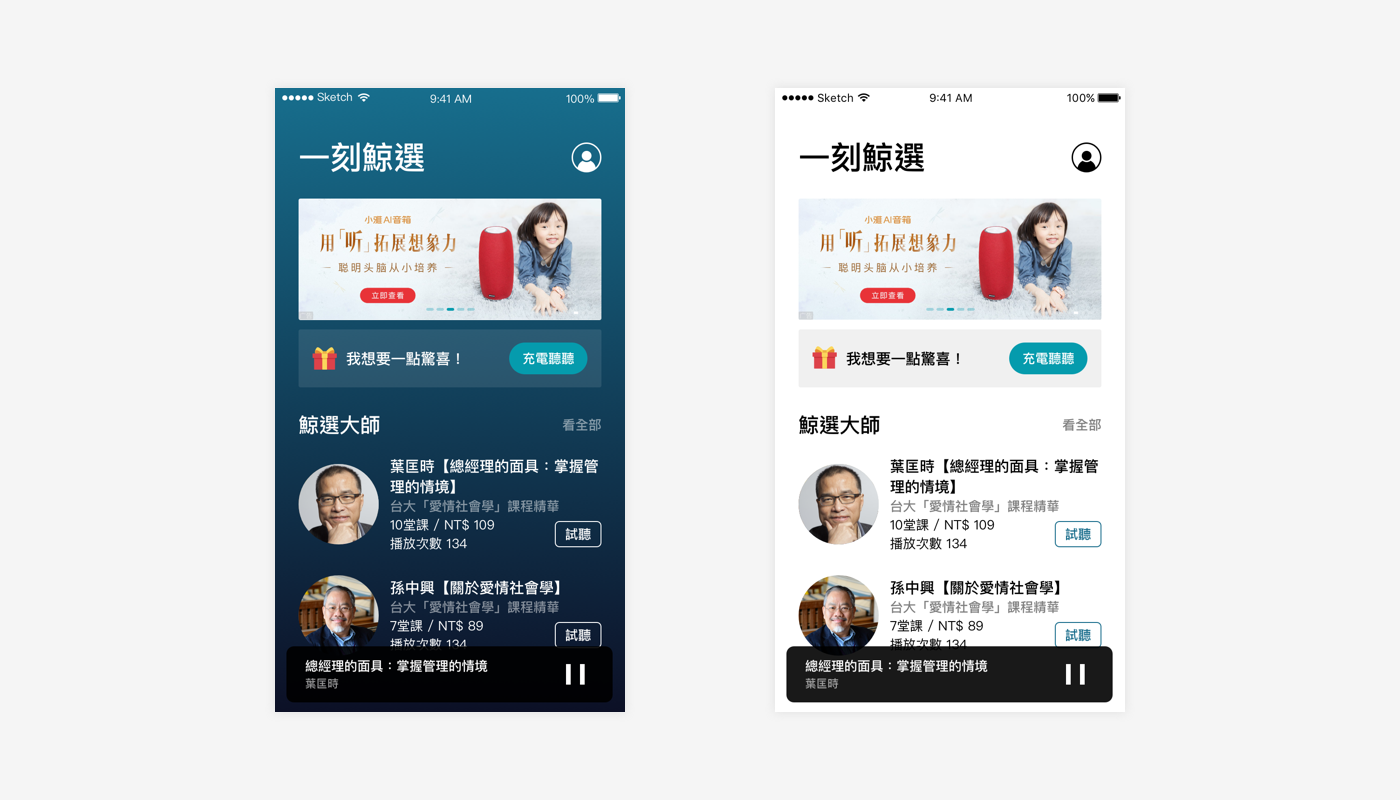 Sketch 9:41 AM 100%
一刻鯨選
小瀧AI音箱
用「听」拓展想象力
聪明头脑从小培养
立即查看
我想要一點驚喜！ 充電聽聽
鯨選大師 看全部
葉匡時【總經理的面具：掌握管
理的情境】
台大「愛情社會學」課程精華
10堂課 / NT$ 109
播放次數 134 試聽
孫中興【關於愛情社會學】
台大「愛情社會學」課程精華
7堂課 / NT$ 89
播放次數 134 試聽
總經理的面具：掌握管理的情境
葉匡時
Sketch 9:41 AM 100%
一刻鯨選
小瀧AI音箱
用「听」拓展想象力
聪明头脑从小培养
立即查看
我想要一點驚喜！ 充電聽聽
鯨選大師 看全部
葉匡時【總經理的面具：掌握管
理的情境】
台大「愛情社會學」課程精華
10堂課 / NT$ 109
播放次數 134 試聽
孫中興【關於愛情社會學】
台大「愛情社會學」課程精華
7堂課 / NT$ 89
播放次數 134 試聽
總經理的面具：掌握管理的情境
葉匡時